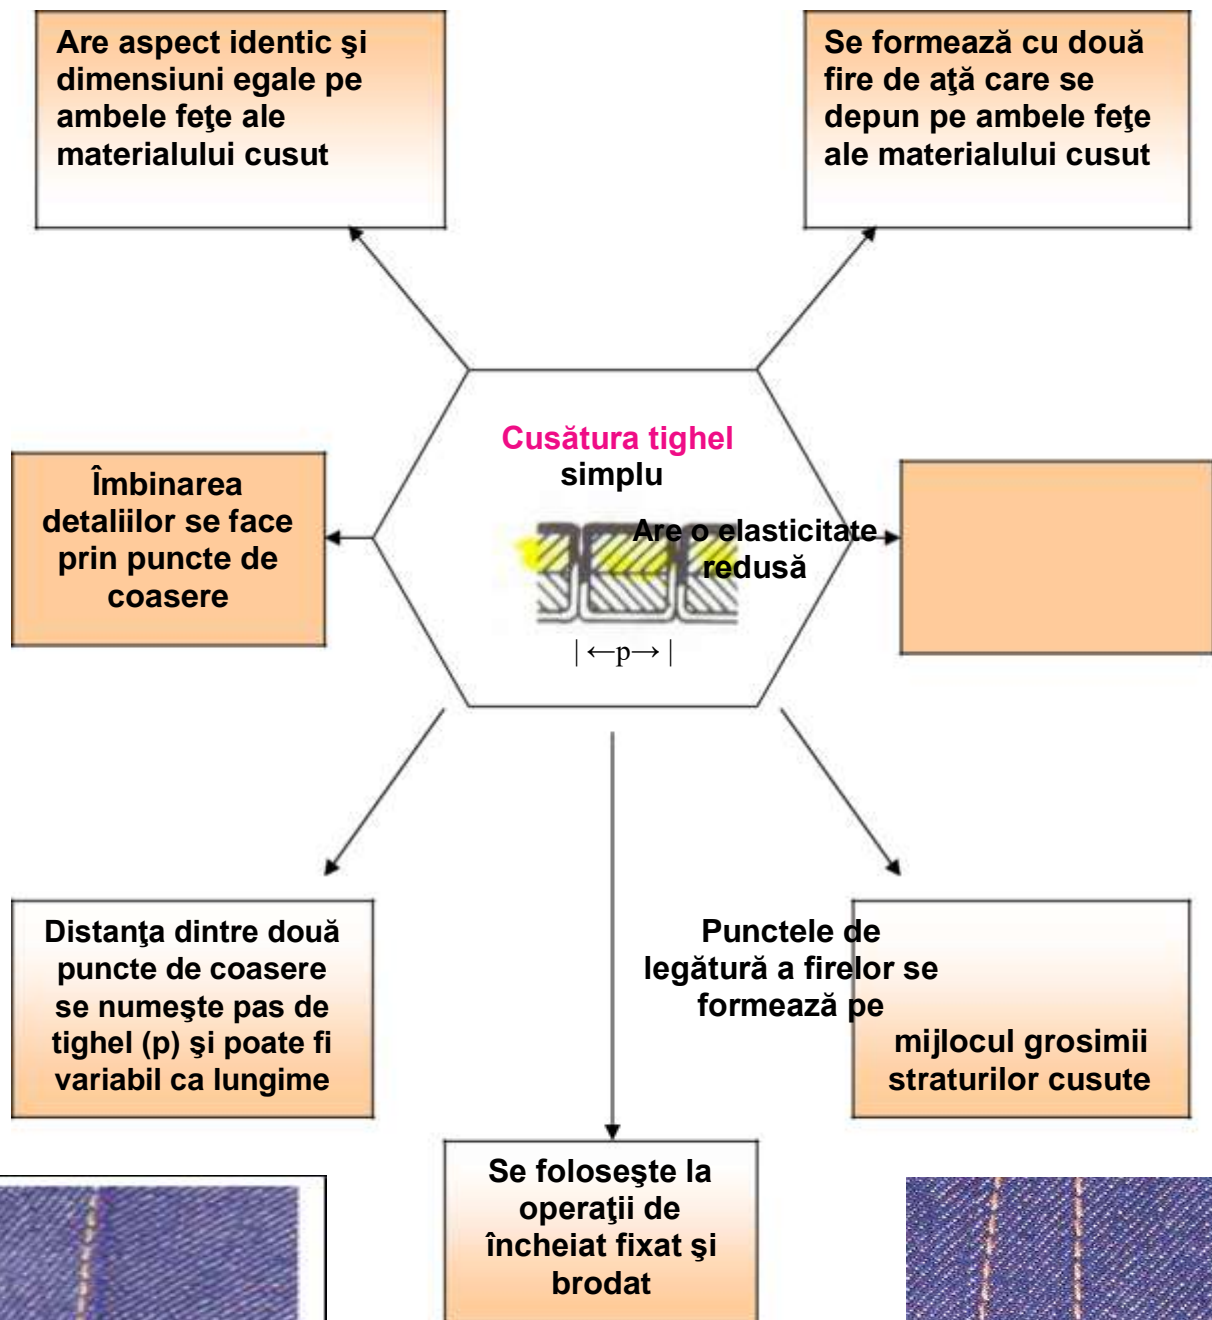 Are aspect identic şi
dimensiuni egale pe
ambele feţe ale
materialului cusut
Se formează cu două
fire de aţă care se
depun pe ambele feţe
ale materialului cusut
Cusătura tighel
simplu
Îmbinarea
detaliilor se face
prin puncte de
coasere
Are o elasticitate
redusă
| ←p→ |
Distanţa dintre două
puncte de coasere
se numeşte pas de
tighel (p) şi poate fi
variabil ca lungime
Punctele de
legătură a firelor se
formează pe
mijlocul grosimii
straturilor cusute
Se foloseşte la
operaţii de
încheiat fixat şi
brodat